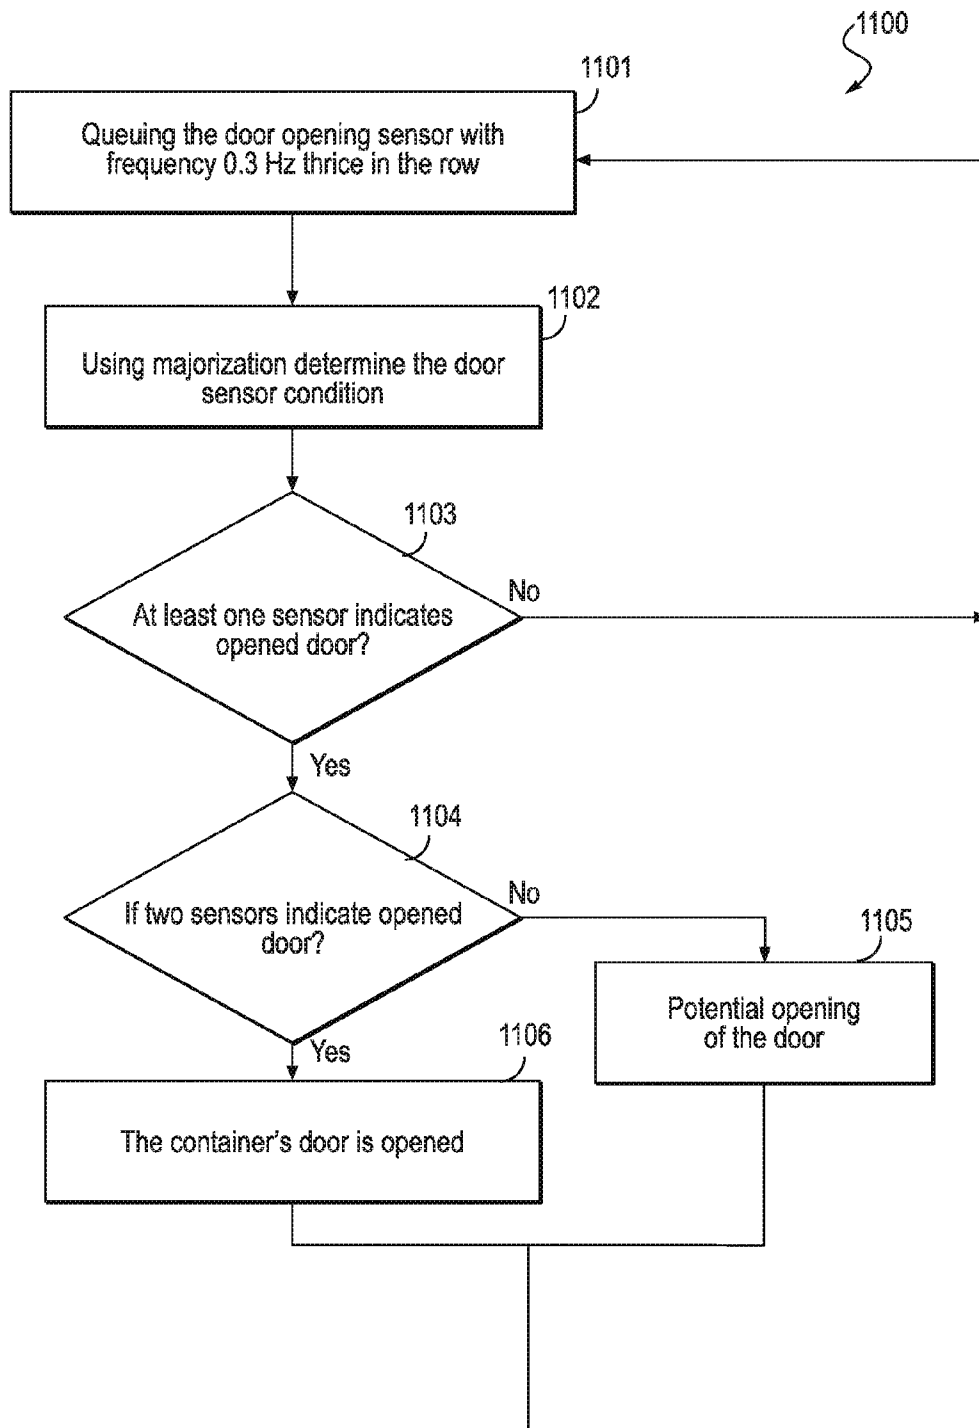 1100
1101
Queuing the door opening sensor with
frequency 0.3 Hz thrice in the row
1102
Using majorization determine the door
sensor condition
1103
No
At least one sensor indicates
opened door?
Yes
1104
No
If two sensors indicate opened
door?
1105
Potential opening
of the door
Yes
1106
The container's door is opened